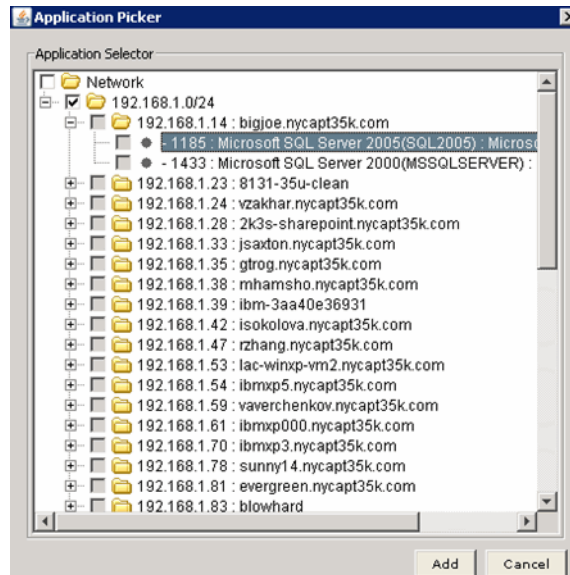 Application Picker
Application Selector
Network
192.168.1.0/24
192.168.1.14 : bigjoe.nycapt35k.com
- 1185 : Microsoft SQL Server 2005(SQL2005) : Microso
- 1433 : Microsoft SQL Server 2000(MSSQLSERVER) :
192.168.1.23 : 8131-35u-clean
192.168.1.24 : vzakhar.nycapt35k.com
192.168.1.28 : 2k3s-sharepoint.nycapt35k.com
192.168.1.33 : jsaxton.nycapt35k.com
192.168.1.35 : gtrog.nycapt35k.com
192.168.1.38 : mhamsho.nycapt35k.com
192.168.1.39 : ibm-3aa40e36931
192.168.1.42 : isokolova.nycapt35k.com
192.168.1.47 : rzhang.nycapt35k.com
192.168.1.53 : lac-winxp-vm2.nycapt35k.com
192.168.1.54 : ibmxp5.nycapt35k.com
192.168.1.59 : vaverchenkov.nycapt35k.com
192.168.1.61 : ibmxp000.nycapt35k.com
192.168.1.70 : ibmxp3.nycapt35k.com
192.168.1.78 : sunny14.nycapt35k.com
192.168.1.81 : evergreen.nycapt35k.com
192.168.1.83 : blowhard
Add Cancel